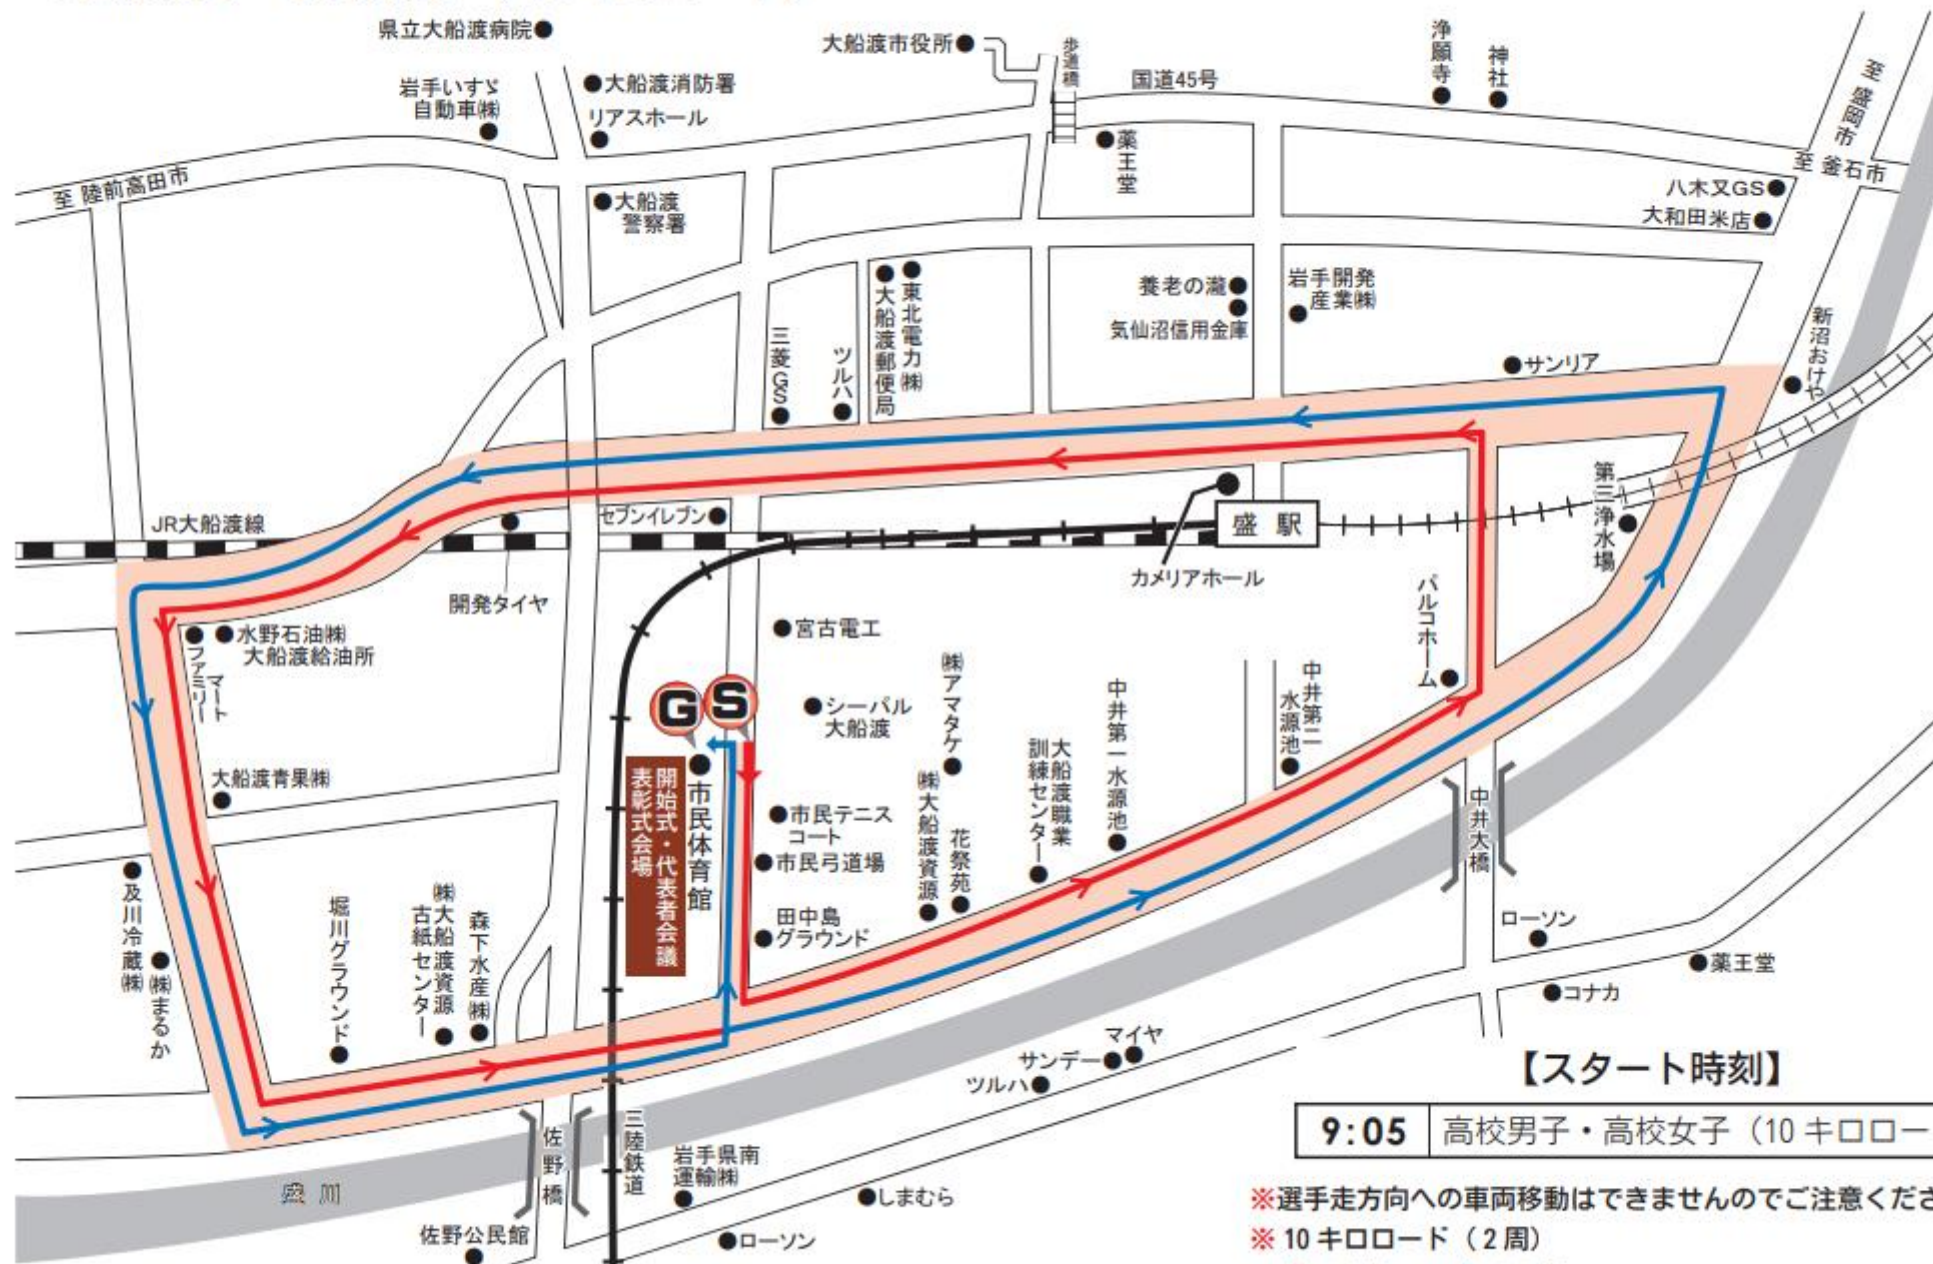 県立大船渡病院
大船渡市役所
歩道橋
国道45号
浄願寺
神社
至 盛岡市
至 釜石市
岩手いすゞ
自動車㈱
大船渡消防署
リアスホール
薬王堂
八木又GS
大和田米店
至 陸前高田市
大船渡
警察署
三菱GS
ツルハ
大船渡郵便局
東北電力㈱
養老の瀧
気仙沼信用金庫
岩手開発
産業㈱
サンリア
新沼おけや
JR大船渡線
セブンイレブン
盛 駅
カメリアホール
第三浄水場
開発タイヤ
水野石油㈱
大船渡給油所
ファミリー
マート
宮古電工
G
S
シーパル
大船渡
㈱アマタケ
中井第一水源池
中井第二
水源池
パルコホーム
大船渡青果㈱
開始式・代表者会議
表彰式会場
市民体育館
市民テニス
コート
市民弓道場
田中島
グラウンド
㈱大船渡資源
花祭苑
大船渡職業
訓練センター
中井大橋
及川冷蔵㈱
㈱まるか
堀川グラウンド
㈱大船渡資源
古紙センター
森下水産㈱
ローソン
薬王堂
コナカ
マイヤ
サンデー
ツルハ
佐野橋
三陸鉄道
岩手県南
運輸㈱
しまむら
盛川
佐野公民館
ローソン
【スタート時刻】
9:05 高校男子・高校女子（10キロロー
※選手走方向への車両移動はできませんのでご注意くださ
※10キロロード（2周）